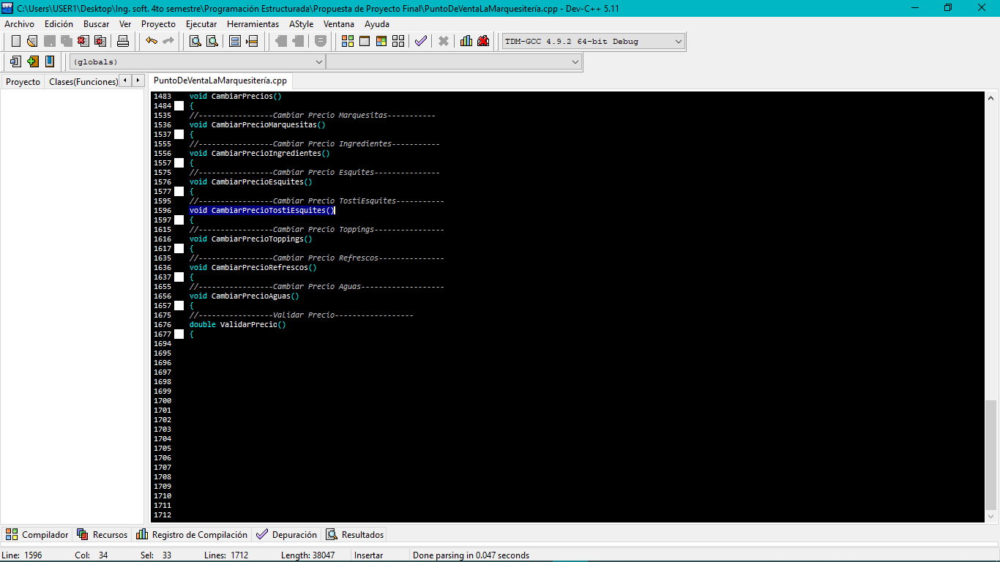 C:\Users\USER1\Desktop\Ing. soft. 4to semestre\Programación Estructurada\Propuesta de Proyecto Final\PuntoDeVentaLaMarquesitería.cpp - Dev-C++ 5.11
Archivo Edición Buscar Ver Proyecto Ejecutar Herramientas AStyle Ventana Ayuda
TDM-GCC 4.9.2 64-bit Debug
(globals)
Proyecto Clases(Funciones) PuntoDeVentaLaMarquesitería.cpp
1483 void CambiarPrecios()
1484 {
1535 //-----------------Cambiar Precio Marquesitas-----------
1536 void CambiarPrecioMarquesitas()
1537 {
1555 //-----------------Cambiar Precio Ingredientes-----------
1556 void CambiarPrecioIngredientes()
1557 {
1575 //-----------------Cambiar Precio Esquites---------------
1576 void CambiarPrecioEsquites()
1577 {
1595 //-----------------Cambiar Precio TostiEsquites-----------
1596 void CambiarPrecioTostiEsquites()
1597 {
1615 //-----------------Cambiar Precio Toppings----------------
1616 void CambiarPrecioToppings()
1617 {
1635 //-----------------Cambiar Precio Refrescos---------------
1636 void CambiarPrecioRefrescos()
1637 {
1655 //-----------------Cambiar Precio Aguas-------------------
1656 void CambiarPrecioAguas()
1657 {
1675 //-----------------Validar Precio------------------
1676 double ValidarPrecio()
1677 {
1694
1695
1696
1697
1698
1699
1700
1701
1702
1703
1704
1705
1706
1707
1708
1709
1710
1711
1712
Compilador Recursos Registro de Compilación Depuración Resultados
Line: 1596 Col: 34 Sel: 33 Lines: 1712 Length: 38047 Insertar Done parsing in 0.047 seconds